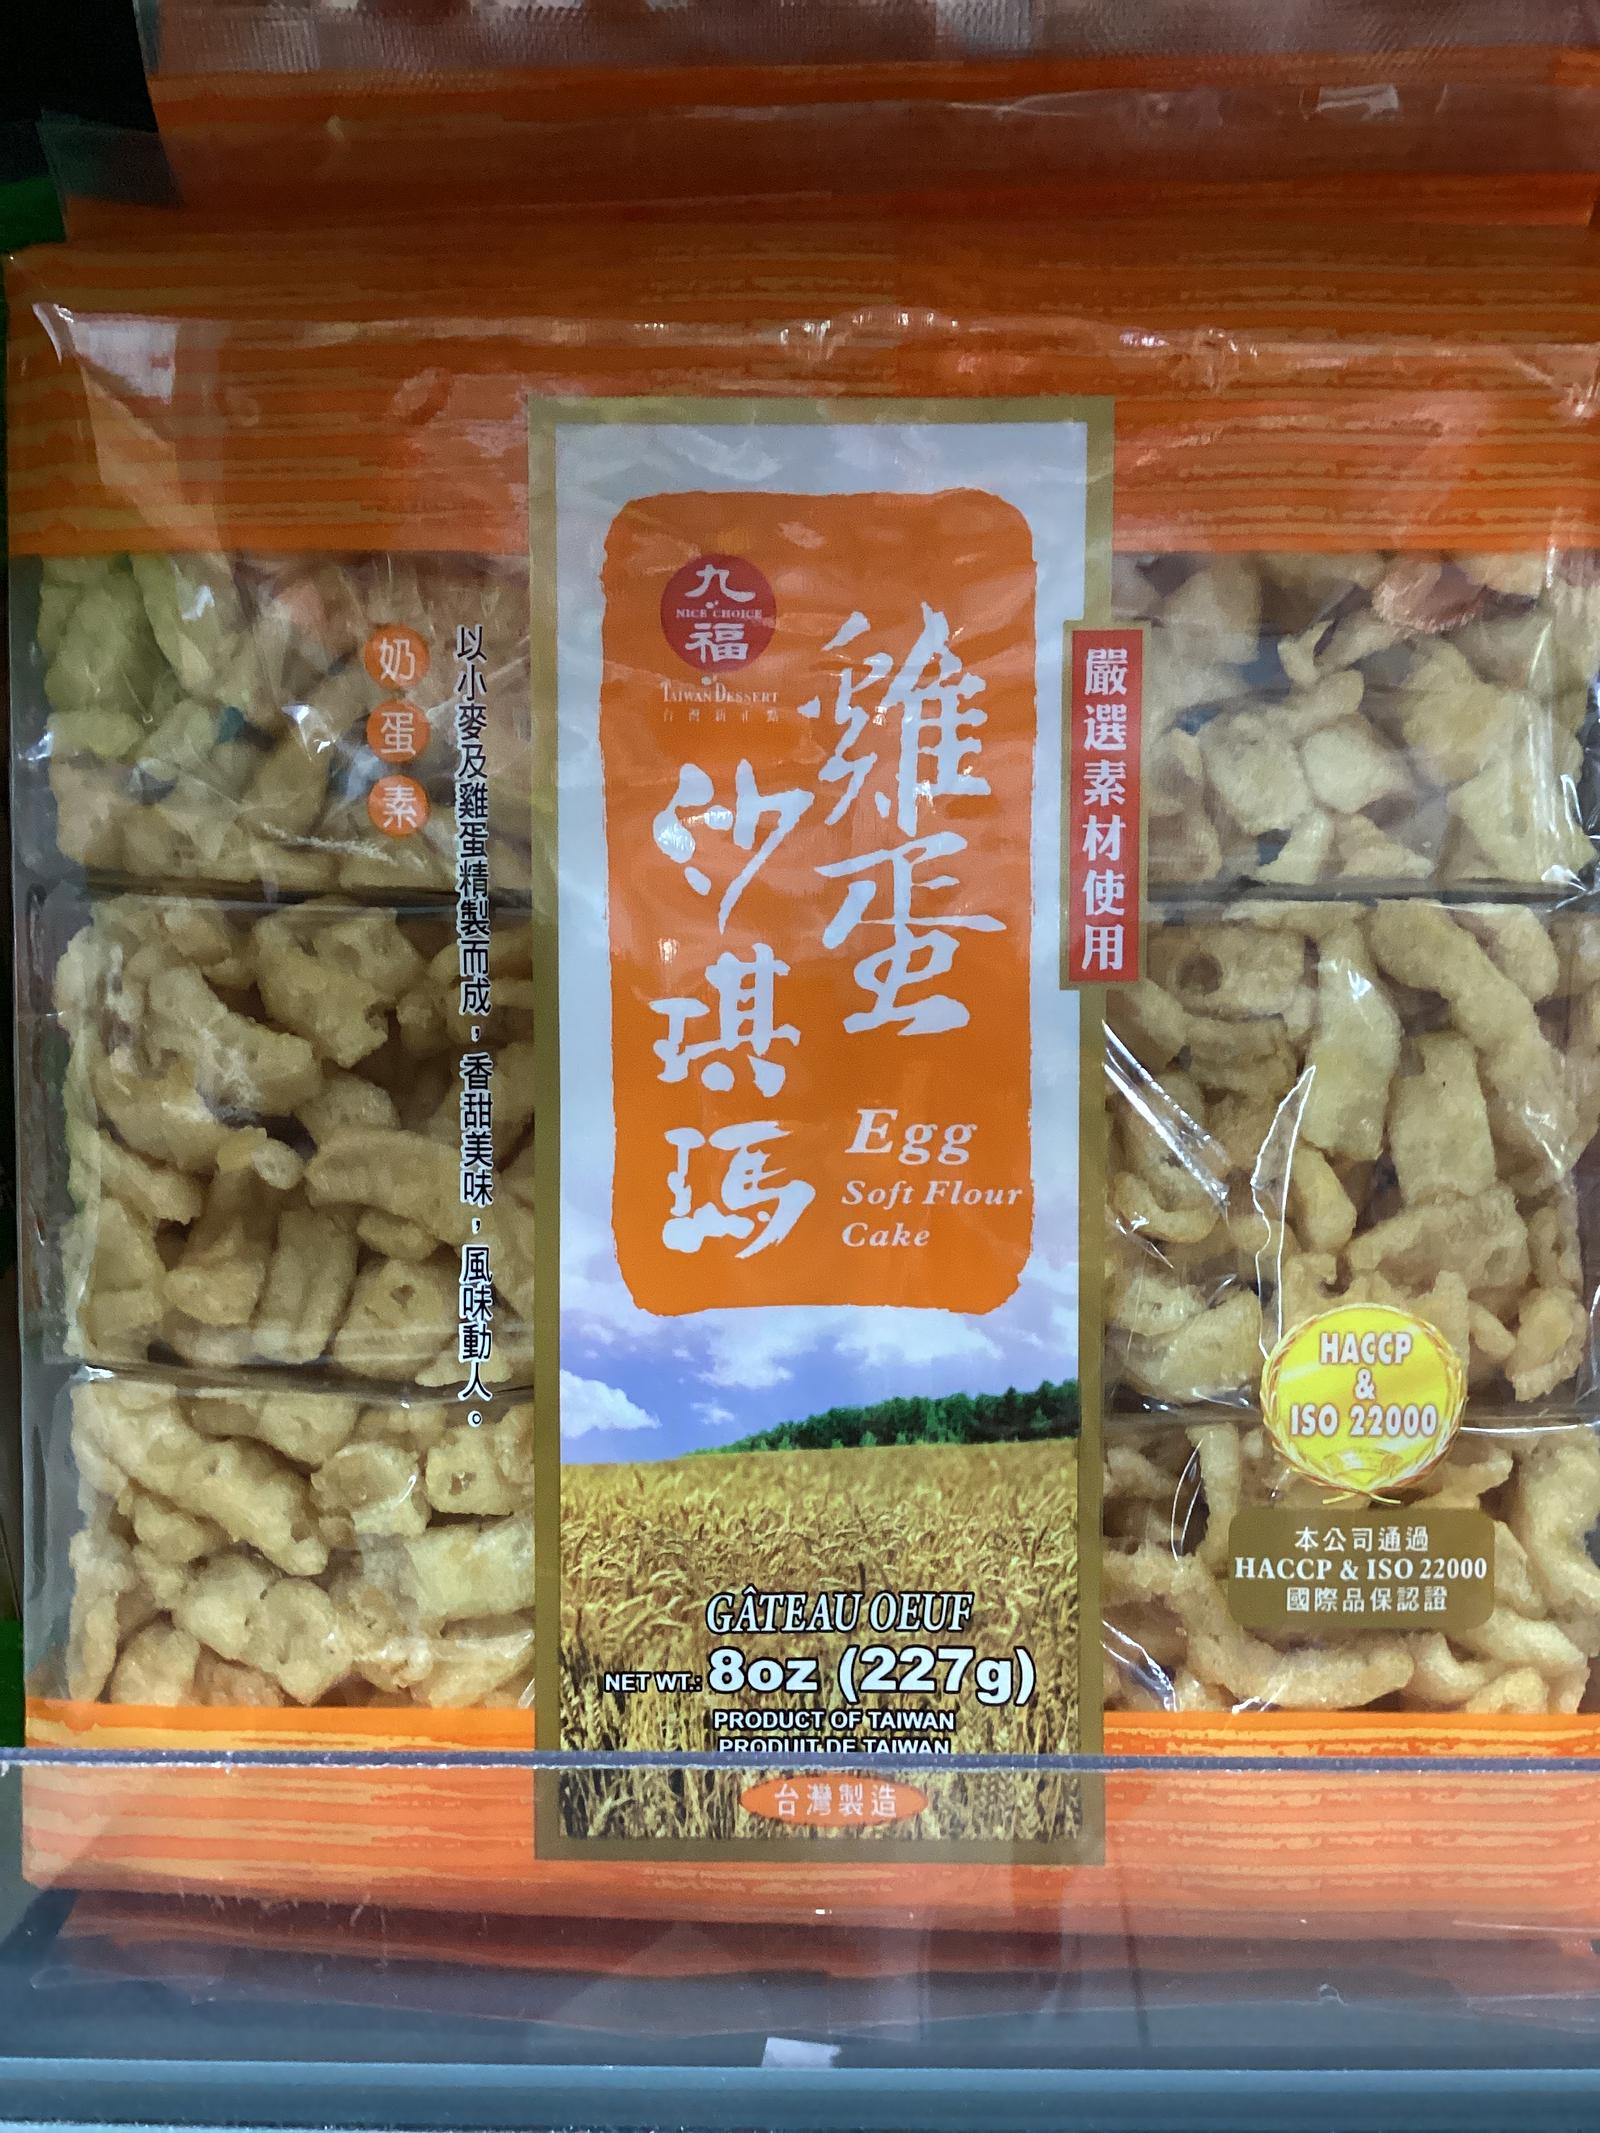 奶蛋素
以小麥及雞蛋精製而成，香甜美味，風味動人。
九福
NICE CHOICE
TAIWAN DESSERT
雞蛋
沙琪瑪
Egg
Soft Flour
Cake
嚴選素材使用
HACCP
&
ISO 22000
本公司通過
HACCP & ISO 22000
國際品保認證
GÂTEAU OEUF
NET WT.: 8oz (227g)
PRODUCT OF TAIWAN
PRODUIT DE TAIWAN
台灣製造